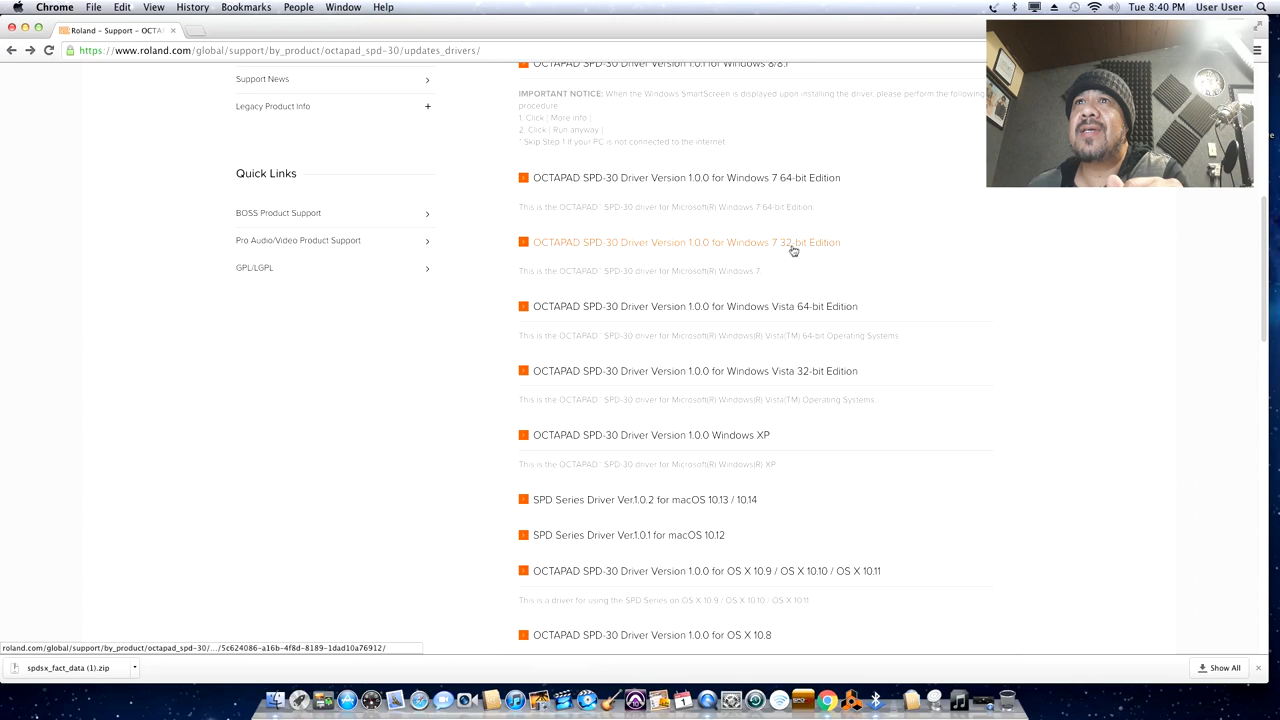 Chrome File Edit View History Bookmarks People Window Help Tue 8:40 PM User User
Roland - Support - OCTA
https://www.roland.com/global/support/by_product/octapad_spd-30/updates_drivers/
OCTAPAD SPD-30 Driver Version 1.0.1 for Windows 8/8.1
Support News
IMPORTANT NOTICE: When the Windows SmartScreen is displayed upon installing the driver, please perform the following
procedure.
Legacy Product Info +
1. Click [ More info ]
2. Click [ Run anyway ]
* Skip Step 1 if your PC is not connected to the internet.
Quick Links
OCTAPAD SPD-30 Driver Version 1.0.0 for Windows 7 64-bit Edition
This is the OCTAPAD™ SPD-30 driver for Microsoft(R) Windows 7 64-bit Edition.
BOSS Product Support
Pro Audio/Video Product Support
OCTAPAD SPD-30 Driver Version 1.0.0 for Windows 7 32-bit Edition
GPL/LGPL
This is the OCTAPAD™ SPD-30 driver for Microsoft(R) Windows 7.
OCTAPAD SPD-30 Driver Version 1.0.0 for Windows Vista 64-bit Edition
This is the OCTAPAD™ SPD-30 driver for Microsoft(R) Windows(R) Vista(TM) 64-bit Operating Systems.
OCTAPAD SPD-30 Driver Version 1.0.0 for Windows Vista 32-bit Edition
This is the OCTAPAD™ SPD-30 driver for Microsoft(R) Windows(R) Vista(TM) Operating Systems.
OCTAPAD SPD-30 Driver Version 1.0.0 Windows XP
This is the OCTAPAD™ SPD-30 driver for Microsoft(R) Windows(R) XP
SPD Series Driver Ver.1.0.2 for macOS 10.13 / 10.14
SPD Series Driver Ver.1.0.1 for macOS 10.12
OCTAPAD SPD-30 Driver Version 1.0.0 for OS X 10.9 / OS X 10.10 / OS X 10.11
This is a driver for using the SPD Series on OS X 10.9 / OS X 10.10 / OS X 10.11
OCTAPAD SPD-30 Driver Version 1.0.0 for OS X 10.8
roland.com/global/support/by_product/octapad_spd-30/.../5c624086-a16b-4f8d-8189-1dad10a76912/
spdsx_fact_data (1).zip
Show All